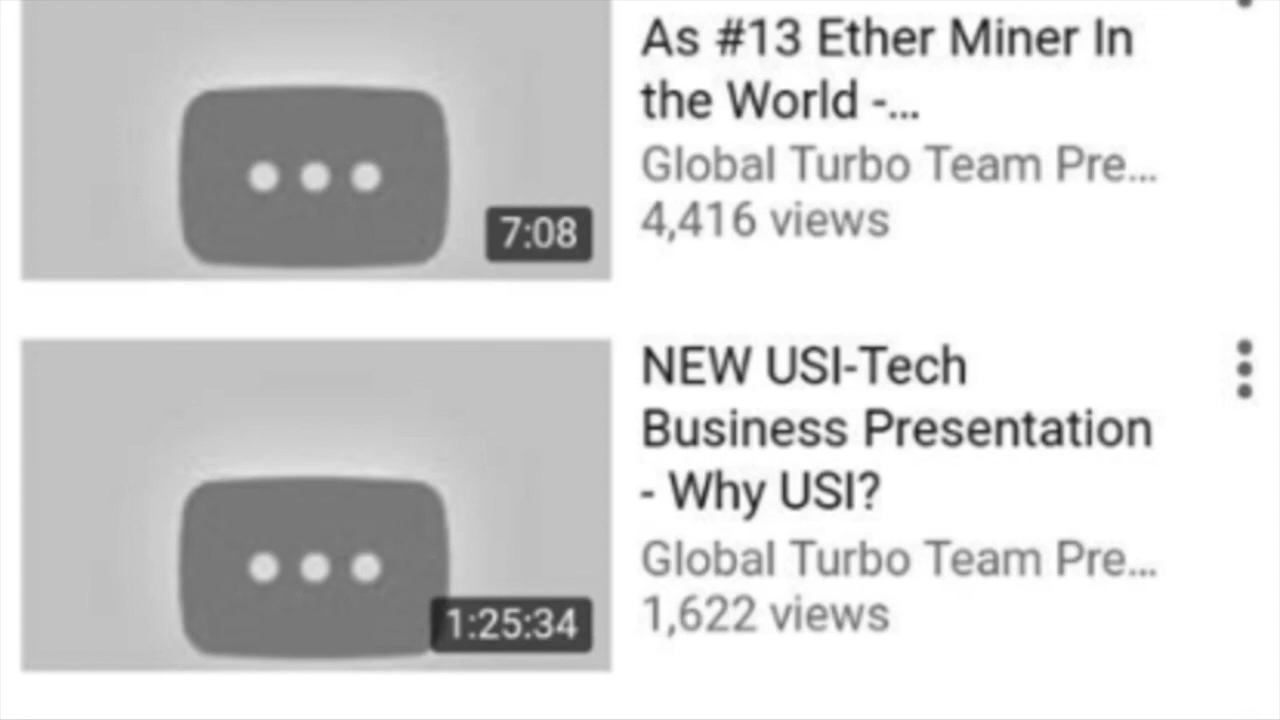 As #13 Ether Miner In
the World -...
Global Turbo Team Pre...
4,416 views
7:08
NEW USI-Tech
Business Presentation
- Why USI?
Global Turbo Team Pre...
1,622 views
1:25:34